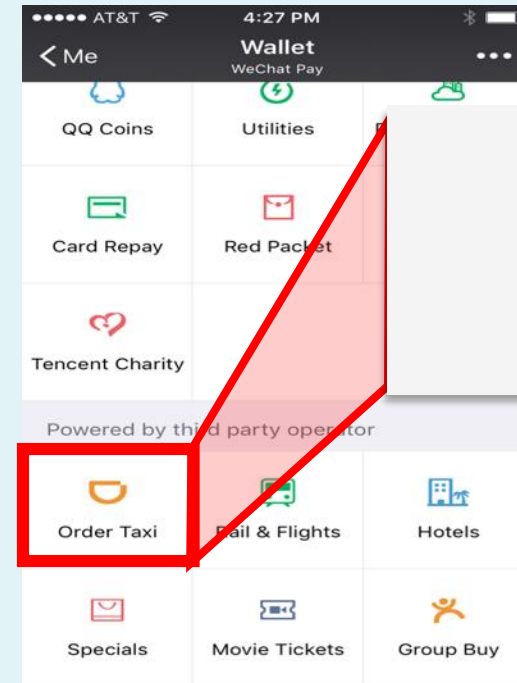 AT&T
4:27 PM
Me
Wallet
WeChat Pay
QQ Coins
Utilities
Card Repay
Red Packet
Tencent Charity
Powered by third party operator
Order Taxi
Rail & Flights
Hotels
Specials
Movie Tickets
Group Buy